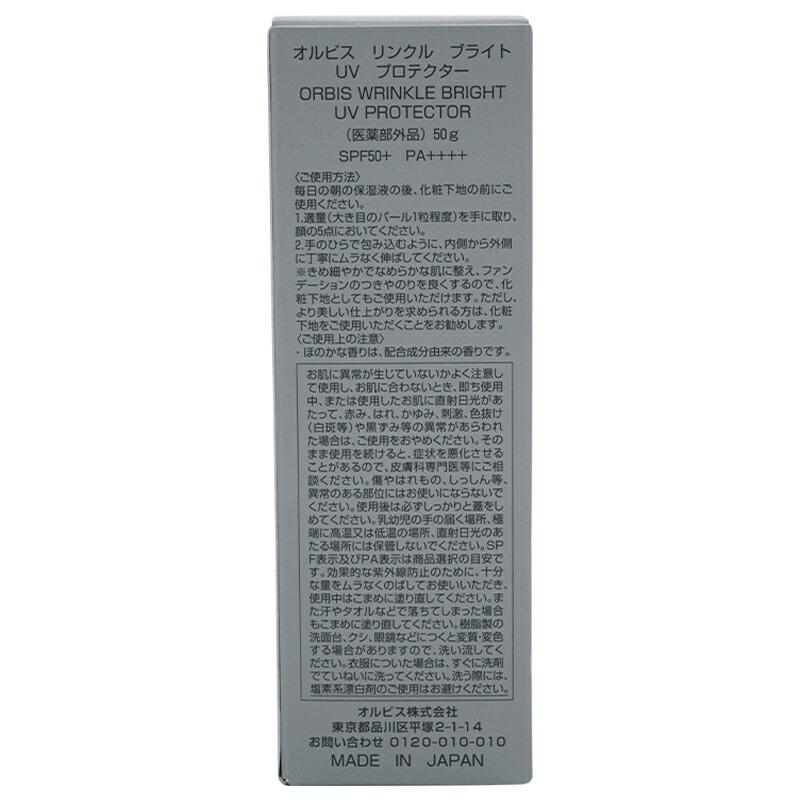 オルビス リンクル ブライト
UV プロテクター
ORBIS WRINKLE BRIGHT
UV PROTECTOR
（医薬部外品）50g
SPF50+ PA++++
〈ご使用方法〉
毎日の朝の保湿液の後、化粧下地の前にご
使用ください。
1.適量（大き目のパール1粒程度）を手に取り、
顔の5点においてください。
2.手のひらで包み込むように、内側から外側
に丁寧にムラなく伸ばしてください。
※きめ細やかでなめらかな肌に整え、ファン
デーションのつきやのりを良くするので、化
粧下地としてもご使用いただけます。ただし、
より美しい仕上がりを求められる方は、化粧
下地をご使用いただくことをお勧めします。
〈ご使用上の注意〉
・ほのかな香りは、配合成分由来の香りです。
お肌に異常が生じていないかよく注意し
て使用し、お肌に合わないとき、即ち使用
中、または使用したお肌に直射日光があ
たって、赤み、はれ、かゆみ、刺激、色抜け
（白斑等）や黒ずみ等の異常があらわれ
た場合は、ご使用をおやめください。その
まま使用を続けると、症状を悪化させる
ことがあるので、皮膚科専門医等にご相
談ください。傷やはれもの、しっしん等、
異常のある部位にはお使いにならないで
ください。使用後は必ずしっかりと蓋をし
めてください。乳幼児の手の届く場所、極
端に高温又は低温の場所、直射日光のあ
たる場所には保管しないでください。SP
F表示及びPA表示は商品選択の目安で
す。効果的な紫外線防止のために、十分
な量をムラなくのばしてお使いいただき、
使用中はこまめに塗り直してください。ま
た汗やタオルなどで落ちてしまった場合
もこまめに塗り直してください。樹脂製の
洗面台、クシ、眼鏡などにつくと変質・変色
する場合がありますので、洗い流してく
ださい。衣服についた場合は、すぐに洗剤
でていねいに洗ってください。洗う際には、
塩素系漂白剤のご使用はお避けください。
オルビス株式会社
東京都品川区平塚2-1-14
お問い合わせ 0120-010-010
MADE IN JAPAN